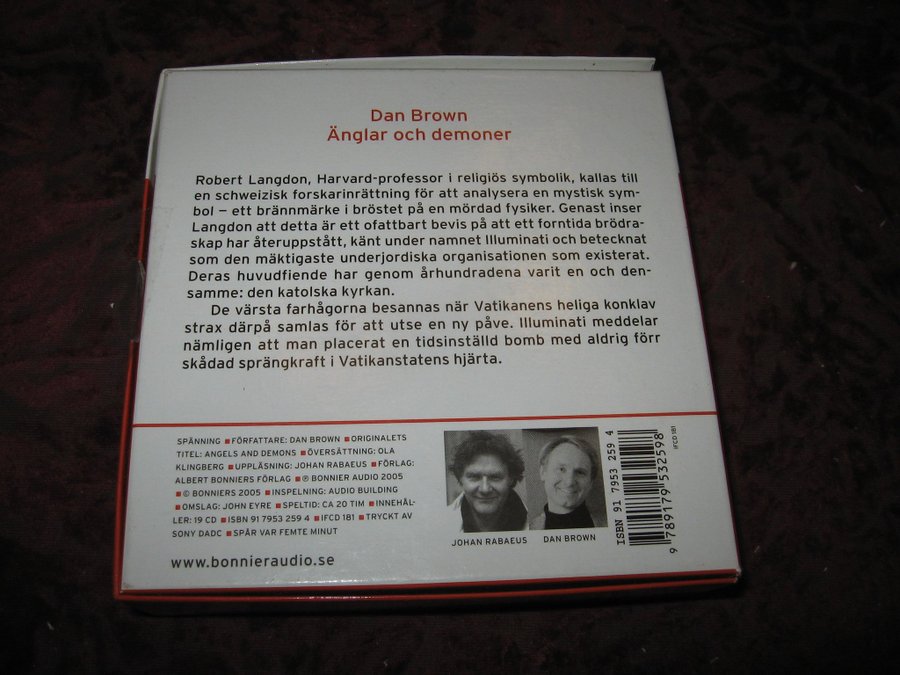 Dan Brown
Änglar och demoner
Robert Langdon, Harvard-professor i religiös symbolik, kallas till
en schweizisk forskarinrättning för att analysera en mystisk sym-
bol – ett brännmärke i bröstet på en mördad fysiker. Genast inser
Langdon att detta är ett ofattbart bevis på att ett forntida brödra-
skap har återuppstått, känt under namnet Illuminati och betecknat
som den mäktigaste underjordiska organisationen som existerat.
Deras huvudfiende har genom århundradena varit en och den-
samme: den katolska kyrkan.
De värsta farhågorna besannas när Vatikanens heliga konklav
strax därpå samlas för att utse en ny påve. Illuminati meddelar
nämligen att man placerat en tidsinställd bomb med aldrig förr
skådad sprängkraft i Vatikanstatens hjärta.
SPÄNNING ■ FÖRFATTARE: DAN BROWN ■ ORIGINALETS
TITEL: ANGELS AND DEMONS ■ ÖVERSÄTTNING: OLA
KLINGBERG ■ UPPLÄSNING: JOHAN RABAEUS ■ FÖRLAG:
ALBERT BONNIERS FÖRLAG ■ ℗ BONNIER AUDIO 2005
■ © BONNIERS 2005 ■ INSPELNING: AUDIO BUILDING
■ OMSLAG: JOHN EYRE ■ SPELTID: CA 20 TIM ■ INNEHÅL-
LER: 19 CD ■ ISBN 91 7953 259 4 ■ IFCD 181 ■ TRYCKT AV
SONY DADC ■ SPÅR VAR FEMTE MINUT
www.bonnieraudio.se
JOHAN RABAEUS
DAN BROWN
ISBN 91 7953 259 4
9 789179 532598
IFCD 181